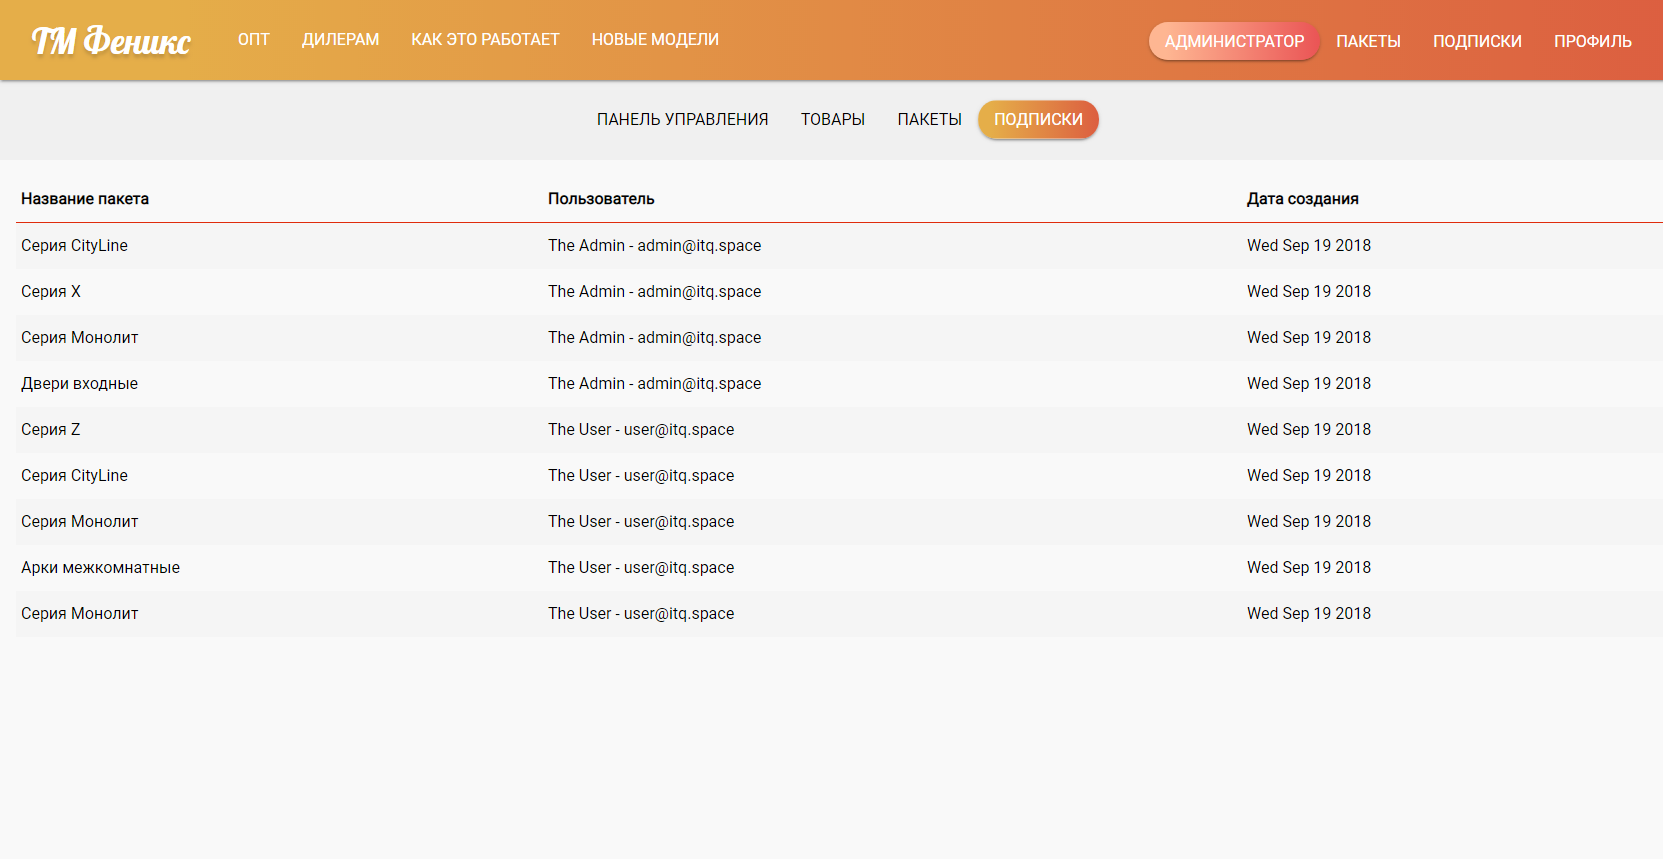 ТМ Феникс ОПТ ДИЛЕРАМ КАК ЭТО РАБОТАЕТ НОВЫЕ МОДЕЛИ АДМИНИСТРАТОР ПАКЕТЫ ПОДПИСКИ ПРОФИЛЬ
ПАНЕЛЬ УПРАВЛЕНИЯ ТОВАРЫ ПАКЕТЫ ПОДПИСКИ
Название пакета Пользователь Дата создания
Серия CityLine The Admin - admin@itq.space Wed Sep 19 2018
Серия X The Admin - admin@itq.space Wed Sep 19 2018
Серия Монолит The Admin - admin@itq.space Wed Sep 19 2018
Двери входные The Admin - admin@itq.space Wed Sep 19 2018
Серия Z The User - user@itq.space Wed Sep 19 2018
Серия CityLine The User - user@itq.space Wed Sep 19 2018
Серия Монолит The User - user@itq.space Wed Sep 19 2018
Арки межкомнатные The User - user@itq.space Wed Sep 19 2018
Серия Монолит The User - user@itq.space Wed Sep 19 2018